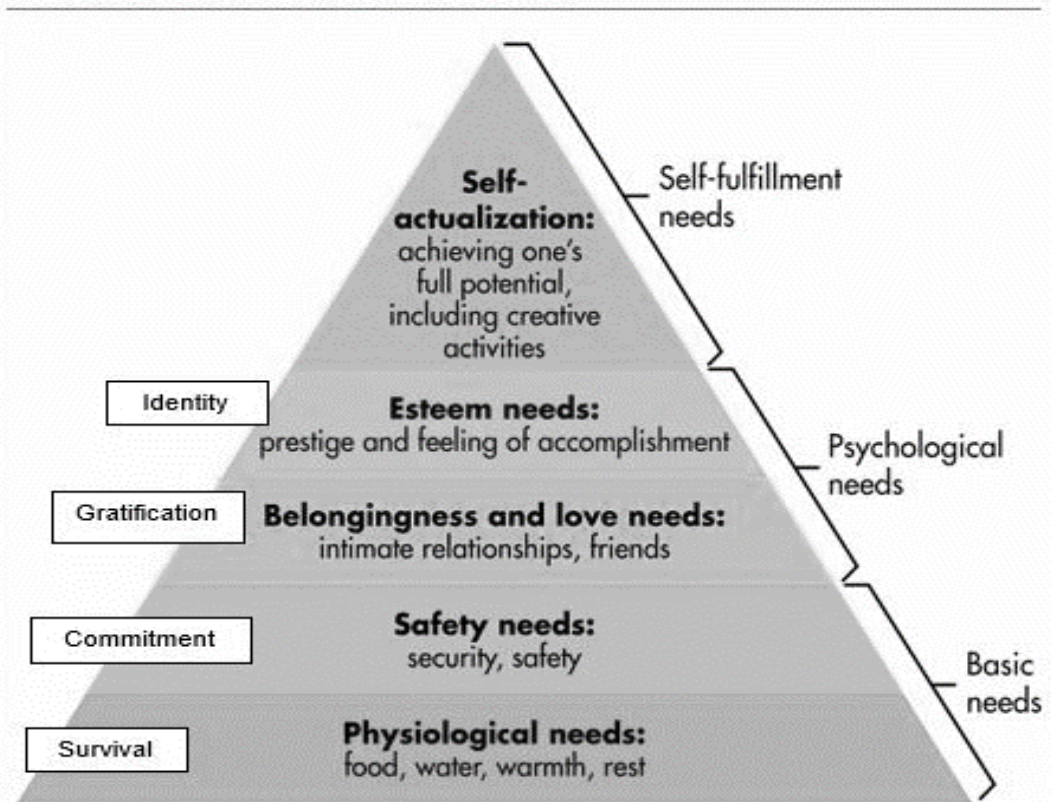 Self-
actualization:
achieving one's
full potential,
including creative
activities
Self-fulfillment
needs
Identity
Esteem needs:
prestige and feeling of accomplishment
Psychological
needs
Gratification
Belongingness and love needs:
intimate relationships, friends
Commitment
Safety needs:
security, safety
Basic
needs
Survival
Physiological needs:
food, water, warmth, rest